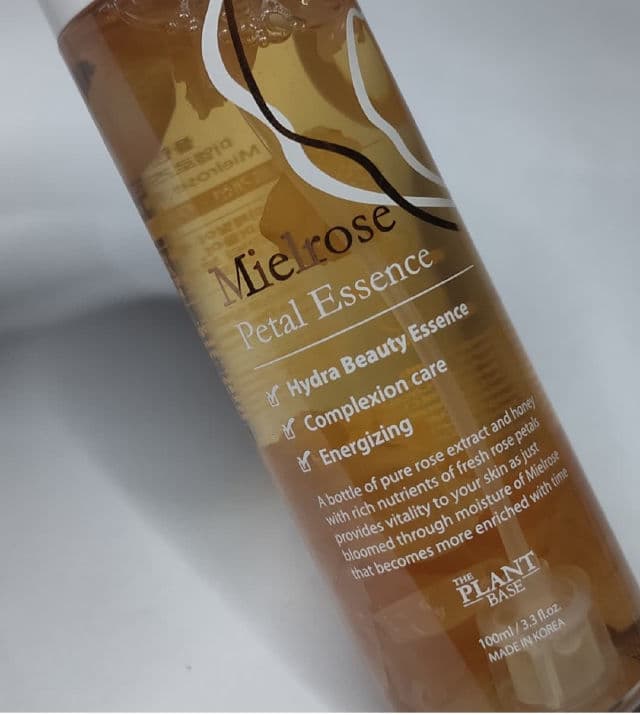 Mielrose
Petal Essence
Hydra Beauty Essence
Complexion care
Energizing
A bottle of pure rose extract and honey
with rich nutrients of fresh rose petals
provides vitality to your skin as just
bloomed through moisture of Mielrose
that becomes more enriched with time
THE
PLANT
BASE
100ml / 3.3 fl.oz.
MADE IN KOREA